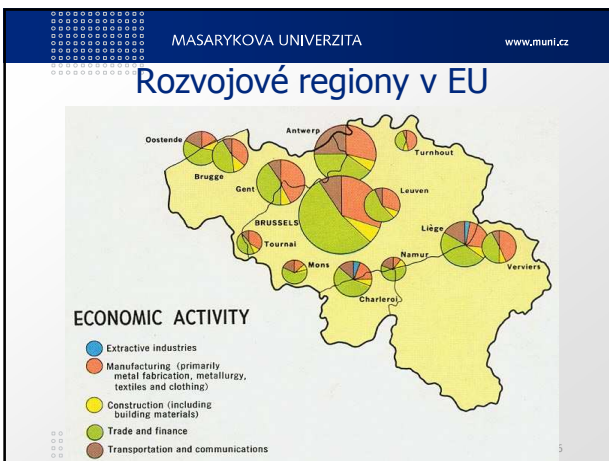 MASARYKOVA UNIVERZITA
www.muni.cz
Rozvojové regiony v EU
Oostende
Antwerp
Turnhout
Brugge
Gent
Leuven
BRUSSELS
Liège
Tournai
Mons
Namur
Verviers
Charleroi
ECONOMIC ACTIVITY
Extractive industries
Manufacturing (primarily
metal fabrication, metallurgy,
textiles and clothing)
Construction (including
building materials)
Trade and finance
Transportation and communications